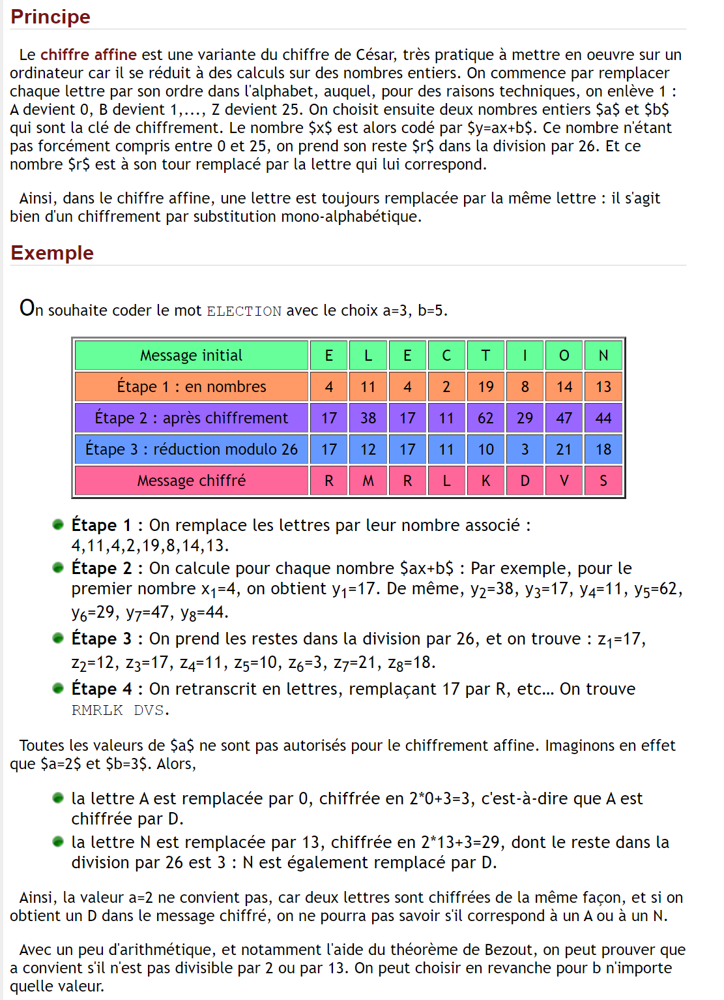 Principe
Le chiffre affine est une variante du chiffre de César, très pratique à mettre en oeuvre sur un
ordinateur car il se réduit à des calculs sur des nombres entiers. On commence par remplacer
chaque lettre par son ordre dans l'alphabet, auquel, pour des raisons techniques, on enlève 1 :
A devient 0, B devient 1,..., Z devient 25. On choisit ensuite deux nombres entiers $a$ et $b$
qui sont la clé de chiffrement. Le nombre $x$ est alors codé par $y=ax+b$. Ce nombre n'étant
pas forcément compris entre 0 et 25, on prend son reste $r$ dans la division par 26. Et ce
nombre $r$ est à son tour remplacé par la lettre qui lui correspond.
Ainsi, dans le chiffre affine, une lettre est toujours remplacée par la même lettre : il s'agit
bien d'un chiffrement par substitution mono-alphabétique.
Exemple
On souhaite coder le mot ELECTION avec le choix a=3, b=5.
Message initial E L E C T I O N
Étape 1 : en nombres 4 11 4 2 19 8 14 13
Étape 2 : après chiffrement 17 38 17 11 62 29 47 44
Étape 3 : réduction modulo 26 17 12 17 11 10 3 21 18
Message chiffré R M R L K D V S
Étape 1 : On remplace les lettres par leur nombre associé :
4,11,4,2,19,8,14,13.
Étape 2 : On calcule pour chaque nombre $ax+b$ : Par exemple, pour le
premier nombre x₁=4, on obtient y₁=17. De même, y₂=38, y₃=17, y₄=11, y₅=62,
y₆=29, y₇=47, y₈=44.
Étape 3 : On prend les restes dans la division par 26, et on trouve : z₁=17,
z₂=12, z₃=17, z₄=11, z₅=10, z₆=3, z₇=21, z₈=18.
Étape 4 : On retranscrit en lettres, remplaçant 17 par R, etc... On trouve
RMRLK DVS.
Toutes les valeurs de $a$ ne sont pas autorisés pour le chiffrement affine. Imaginons en effet
que $a=2$ et $b=3$. Alors,
la lettre A est remplacée par 0, chiffrée en 2*0+3=3, c'est-à-dire que A est
chiffrée par D.
la lettre N est remplacée par 13, chiffrée en 2*13+3=29, dont le reste dans la
division par 26 est 3 : N est également remplacé par D.
Ainsi, la valeur a=2 ne convient pas, car deux lettres sont chiffrées de la même façon, et si on
obtient un D dans le message chiffré, on ne pourra pas savoir s'il correspond à un A ou à un N.
Avec un peu d'arithmétique, et notamment l'aide du théorème de Bezout, on peut prouver que
a convient s'il n'est pas divisible par 2 ou par 13. On peut choisir en revanche pour b n'importe
quelle valeur.